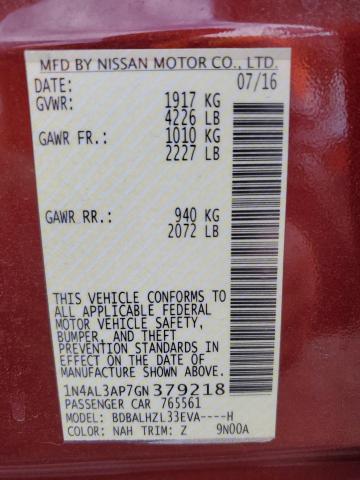 MFD BY NISSAN MOTOR CO., LTD.
DATE: 07/16
GVWR: 1917 KG
4226 LB
GAWR FR.: 1010 KG
2227 LB
GAWR RR.: 940 KG
2072 LB
THIS VEHICLE CONFORMS TO
ALL APPLICABLE FEDERAL
MOTOR VEHICLE SAFETY,
BUMPER, AND THEFT
PREVENTION STANDARDS IN
EFFECT ON THE DATE OF
MANUFACTURE SHOWN ABOVE.
1N4AL3AP7GN379218
PASSENGER CAR 765561
MODEL: BDBALHZL33EVA----H
COLOR: NAH TRIM: Z 9N00A